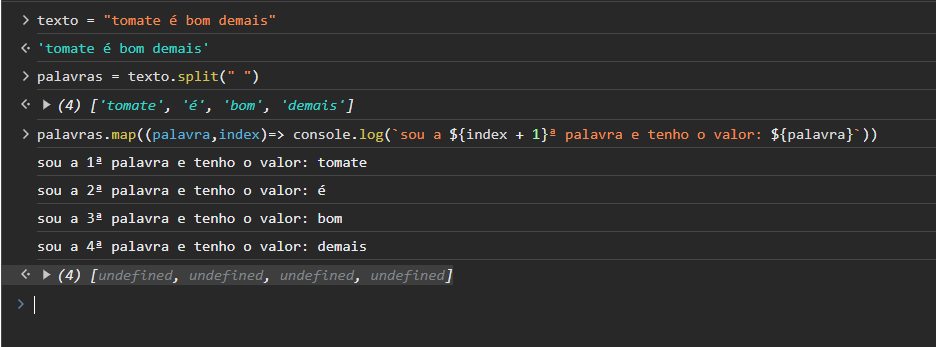 > texto = "tomate é bom demais"
'tomate é bom demais'
> palavras = texto.split(" ")
(4) ['tomate', 'é', 'bom', 'demais']
> palavras.map((palavra,index)=> console.log(`sou a ${index + 1}ª palavra e tenho o valor: ${palavra}`))
sou a 1ª palavra e tenho o valor: tomate
sou a 2ª palavra e tenho o valor: é
sou a 3ª palavra e tenho o valor: bom
sou a 4ª palavra e tenho o valor: demais
(4) [undefined, undefined, undefined, undefined]
>